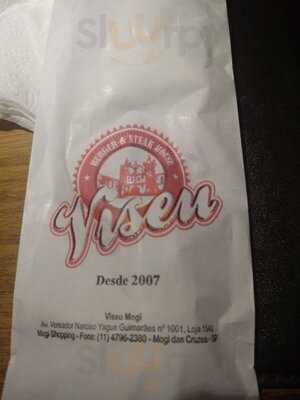 sluurpy
BURGER & STEAK HOUSE
Viseu
Desde 2007
Viseu Mogi
Av. Vereador Narciso Yague Guimarães nº 1001, Loja
Mogi Shopping - Fone: (11) 4796-2380 - Mogi das Cruzes - SP